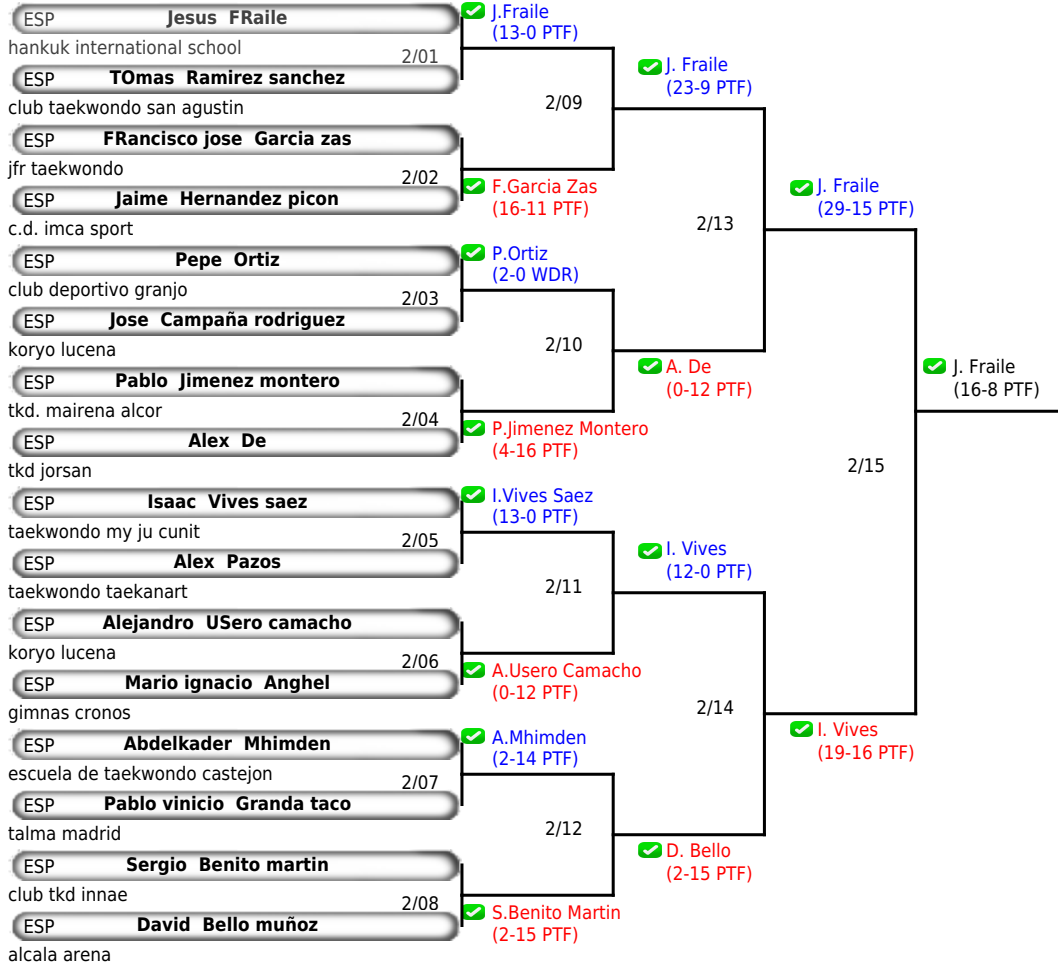 ESP Jesus FRaile
hankuk international school
2/01
ESP TOmas Ramirez sanchez
club taekwondo san agustin
ESP FRancisco jose Garcia zas
jfr taekwondo
2/02
ESP Jaime Hernandez picon
c.d. imca sport
ESP Pepe Ortiz
club deportivo granjo
2/03
ESP Jose Campaña rodriguez
koryo lucena
ESP Pablo Jimenez montero
tkd. mairena alcor
2/04
ESP Alex De
tkd jorsan
ESP Isaac Vives saez
taekwondo my ju cunit
2/05
ESP Alex Pazos
taekwondo taekanart
ESP Alejandro USero camacho
koryo lucena
2/06
ESP Mario ignacio Anghel
gimnas cronos
ESP Abdelkader Mhimden
escuela de taekwondo castejon
2/07
ESP Pablo vinicio Granda taco
talma madrid
ESP Sergio Benito martin
club tkd innae
2/08
ESP David Bello muñoz
alcala arena
J.Fraile
(13-0 PTF)
2/09
F.Garcia Zas
(16-11 PTF)
P.Ortiz
(2-0 WDR)
2/10
P.Jimenez Montero
(4-16 PTF)
I.Vives Saez
(13-0 PTF)
2/11
A.Usero Camacho
(0-12 PTF)
A.Mhimden
(2-14 PTF)
2/12
S.Benito Martin
(2-15 PTF)
J. Fraile
(23-9 PTF)
2/13
A. De
(0-12 PTF)
I. Vives
(12-0 PTF)
2/14
D. Bello
(2-15 PTF)
J. Fraile
(29-15 PTF)
2/15
I. Vives
(19-16 PTF)
J. Fraile
(16-8 PTF)